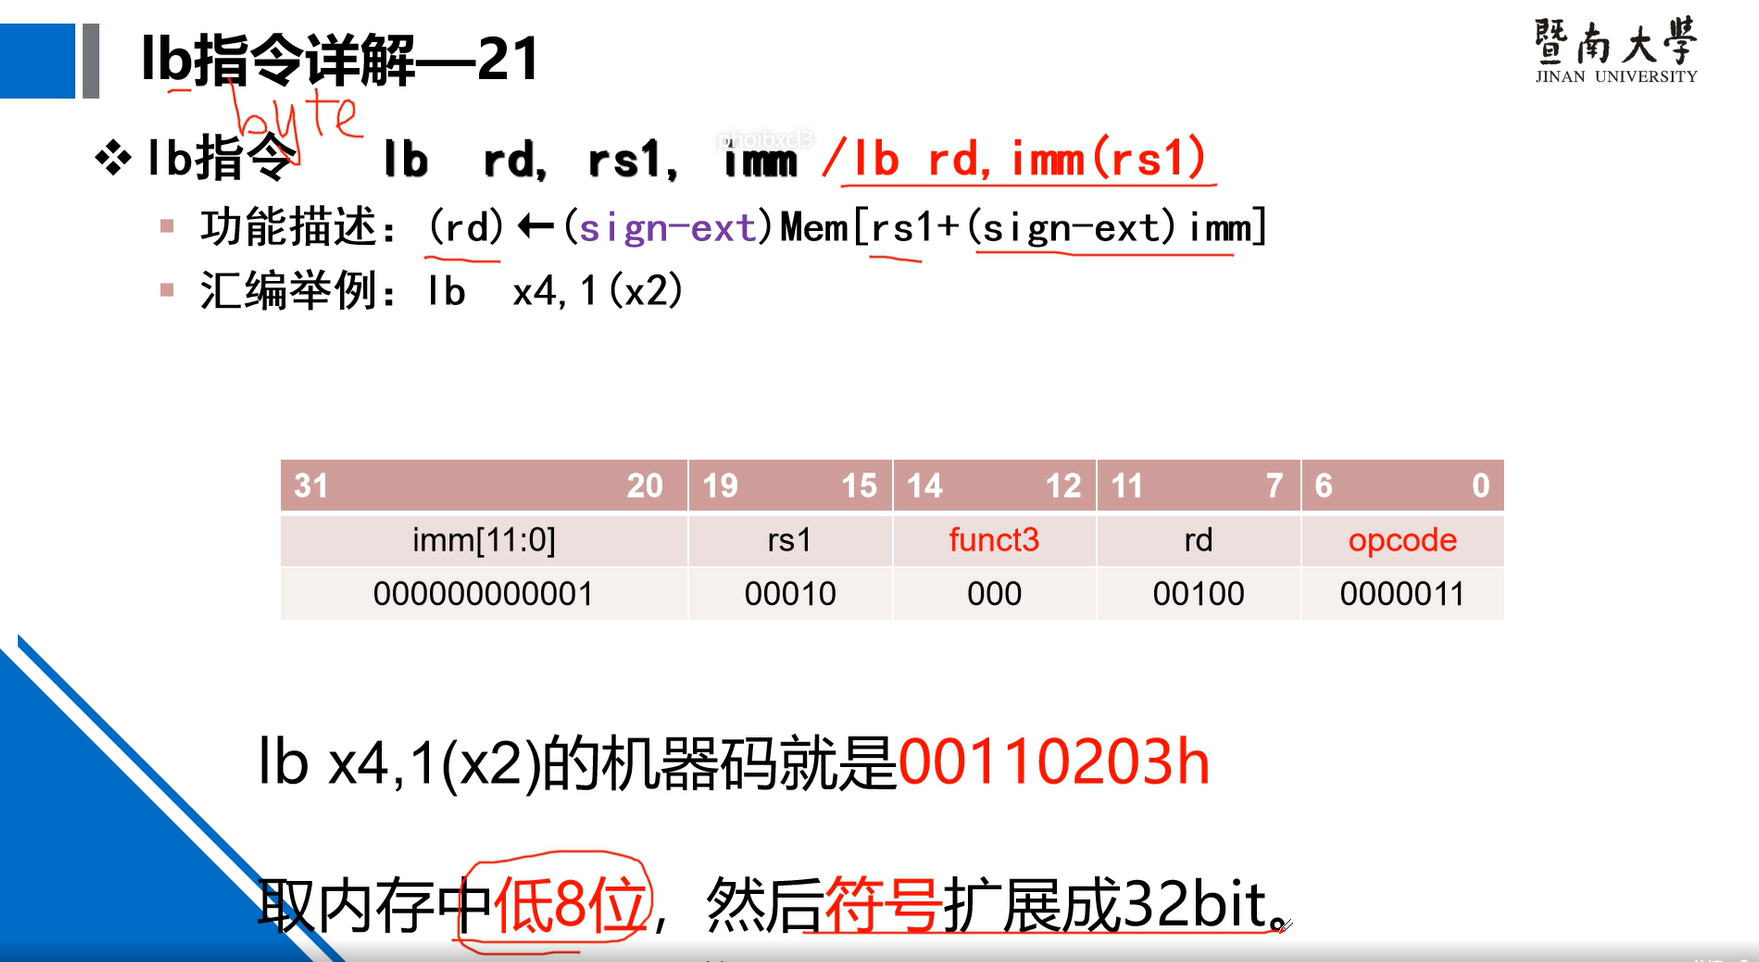 lb指令详解—21
暨南大学
JINAN UNIVERSITY
byte
lb指令 lb rd, rs1, imm /lb rd,imm(rs1)
phoibxcl3
功能描述：(rd)←(sign-ext)Mem[rs1+(sign-ext)imm]
汇编举例：lb x4,1(x2)
31 20 19 15 14 12 11 7 6 0
imm[11:0] rs1 funct3 rd opcode
000000000001 00010 000 00100 0000011
lb x4,1(x2)的机器码就是00110203h
取内存中低8位，然后符号扩展成32bit。